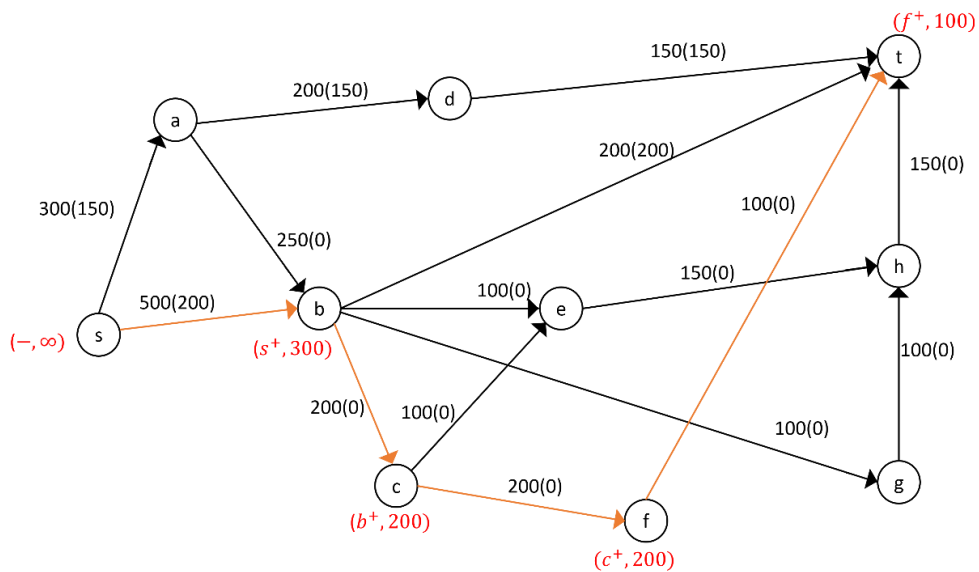 (f⁺, 100)
t
150(150)
200(150)
d
a
200(200)
150(0)
300(150)
100(0)
250(0)
150(0)
h
500(200)
100(0)
b
e
s
(−, ∞)
(s⁺, 300)
100(0)
200(0)
100(0)
100(0)
c
200(0)
g
f
(b⁺, 200)
(c⁺, 200)